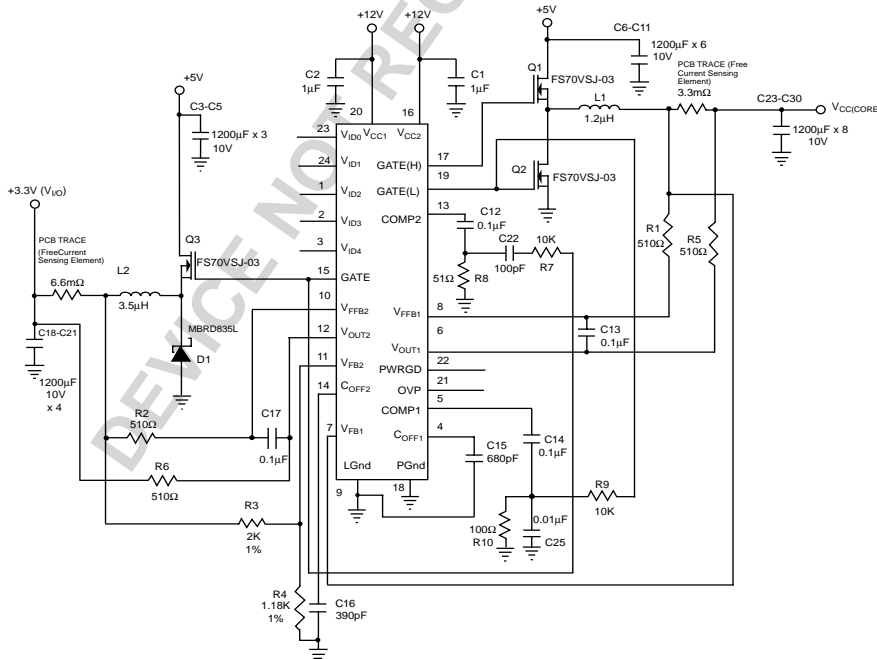 +12V
+12V
+5V
C6-C11
1200µF x 6
10V
PCB TRACE (Free
Current Sensing
Element)
3.3mΩ
C23-C30
VCC(CORE
1200µF x 8
10V
C2
1µF
C1
1µF
Q1
FS70VSJ-03
L1
1.2µH
+5V
C3-C5
1200µF x 3
10V
20
16
23
VID0
VCC1
VCC2
24
VID1
17
GATE(H)
19
Q2
FS70VSJ-03
1
VID2
GATE(L)
13
C12
0.1µF
COMP2
2
VID3
3
VID4
C22
100pF
10K
R7
51Ω
R8
R1
510Ω
R5
510Ω
+3.3V (VI/O)
PCB TRACE
(FreeCurrent
Sensing Element)
6.6mΩ
L2
3.5µH
Q3
FS70VSJ-03
15
GATE
10
VFFB2
8
VFFB1
6
C13
0.1µF
12
VOUT2
VOUT1
MBRD835L
D1
C18-C21
1200µF
10V
x 4
11
VFB2
22
PWRGD
21
OVP
14
COFF2
5
COMP1
R2
510Ω
C17
0.1µF
7
VFB1
4
COFF1
C15
680pF
C14
0.1µF
R6
510Ω
LGnd
PGnd
9
18
R9
10K
R3
2K
1%
100Ω
R10
0.01µF
C25
R4
1.18K
1%
C16
390pF
DEVICE NOT RE